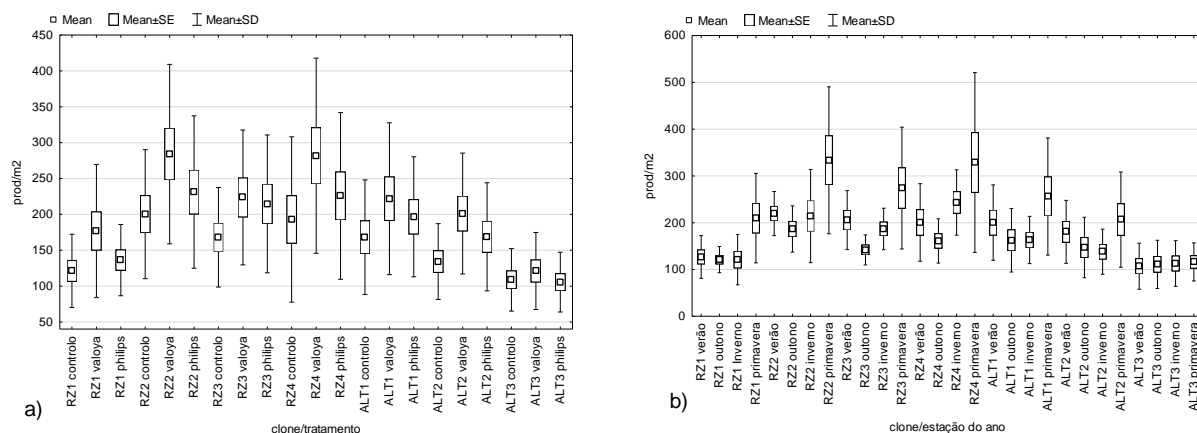 Mean Mean±SE Mean±SD
450
400
350
300
250
200
150
100
50
prod/m2
RZ1 controlo
RZ1 valoya
RZ1 philips
RZ2 controlo
RZ2 valoya
RZ2 philips
RZ3 controlo
RZ3 valoya
RZ3 philips
RZ4 controlo
RZ4 valoya
RZ4 philips
ALT1 controlo
ALT1 valoya
ALT1 philips
ALT2 controlo
ALT2 valoya
ALT2 philips
ALT3 controlo
ALT3 valoya
ALT3 philips
a)
clone/tratamento
Mean Mean±SE Mean±SD
600
500
400
300
200
100
0
prod/m2
RZ1 verão
RZ1 outono
RZ1 inverno
RZ1 primavera
RZ2 verão
RZ2 outono
RZ2 inverno
RZ2 primavera
RZ3 verão
RZ3 outono
RZ3 inverno
RZ3 primavera
RZ4 verão
RZ4 outono
RZ4 inverno
RZ4 primavera
ALT1 verão
ALT1 outono
ALT1 inverno
ALT1 primavera
ALT2 verão
ALT2 outono
ALT2 inverno
ALT2 primavera
ALT3 verão
ALT3 outono
ALT3 inverno
ALT3 primavera
b)
clone/estação do ano